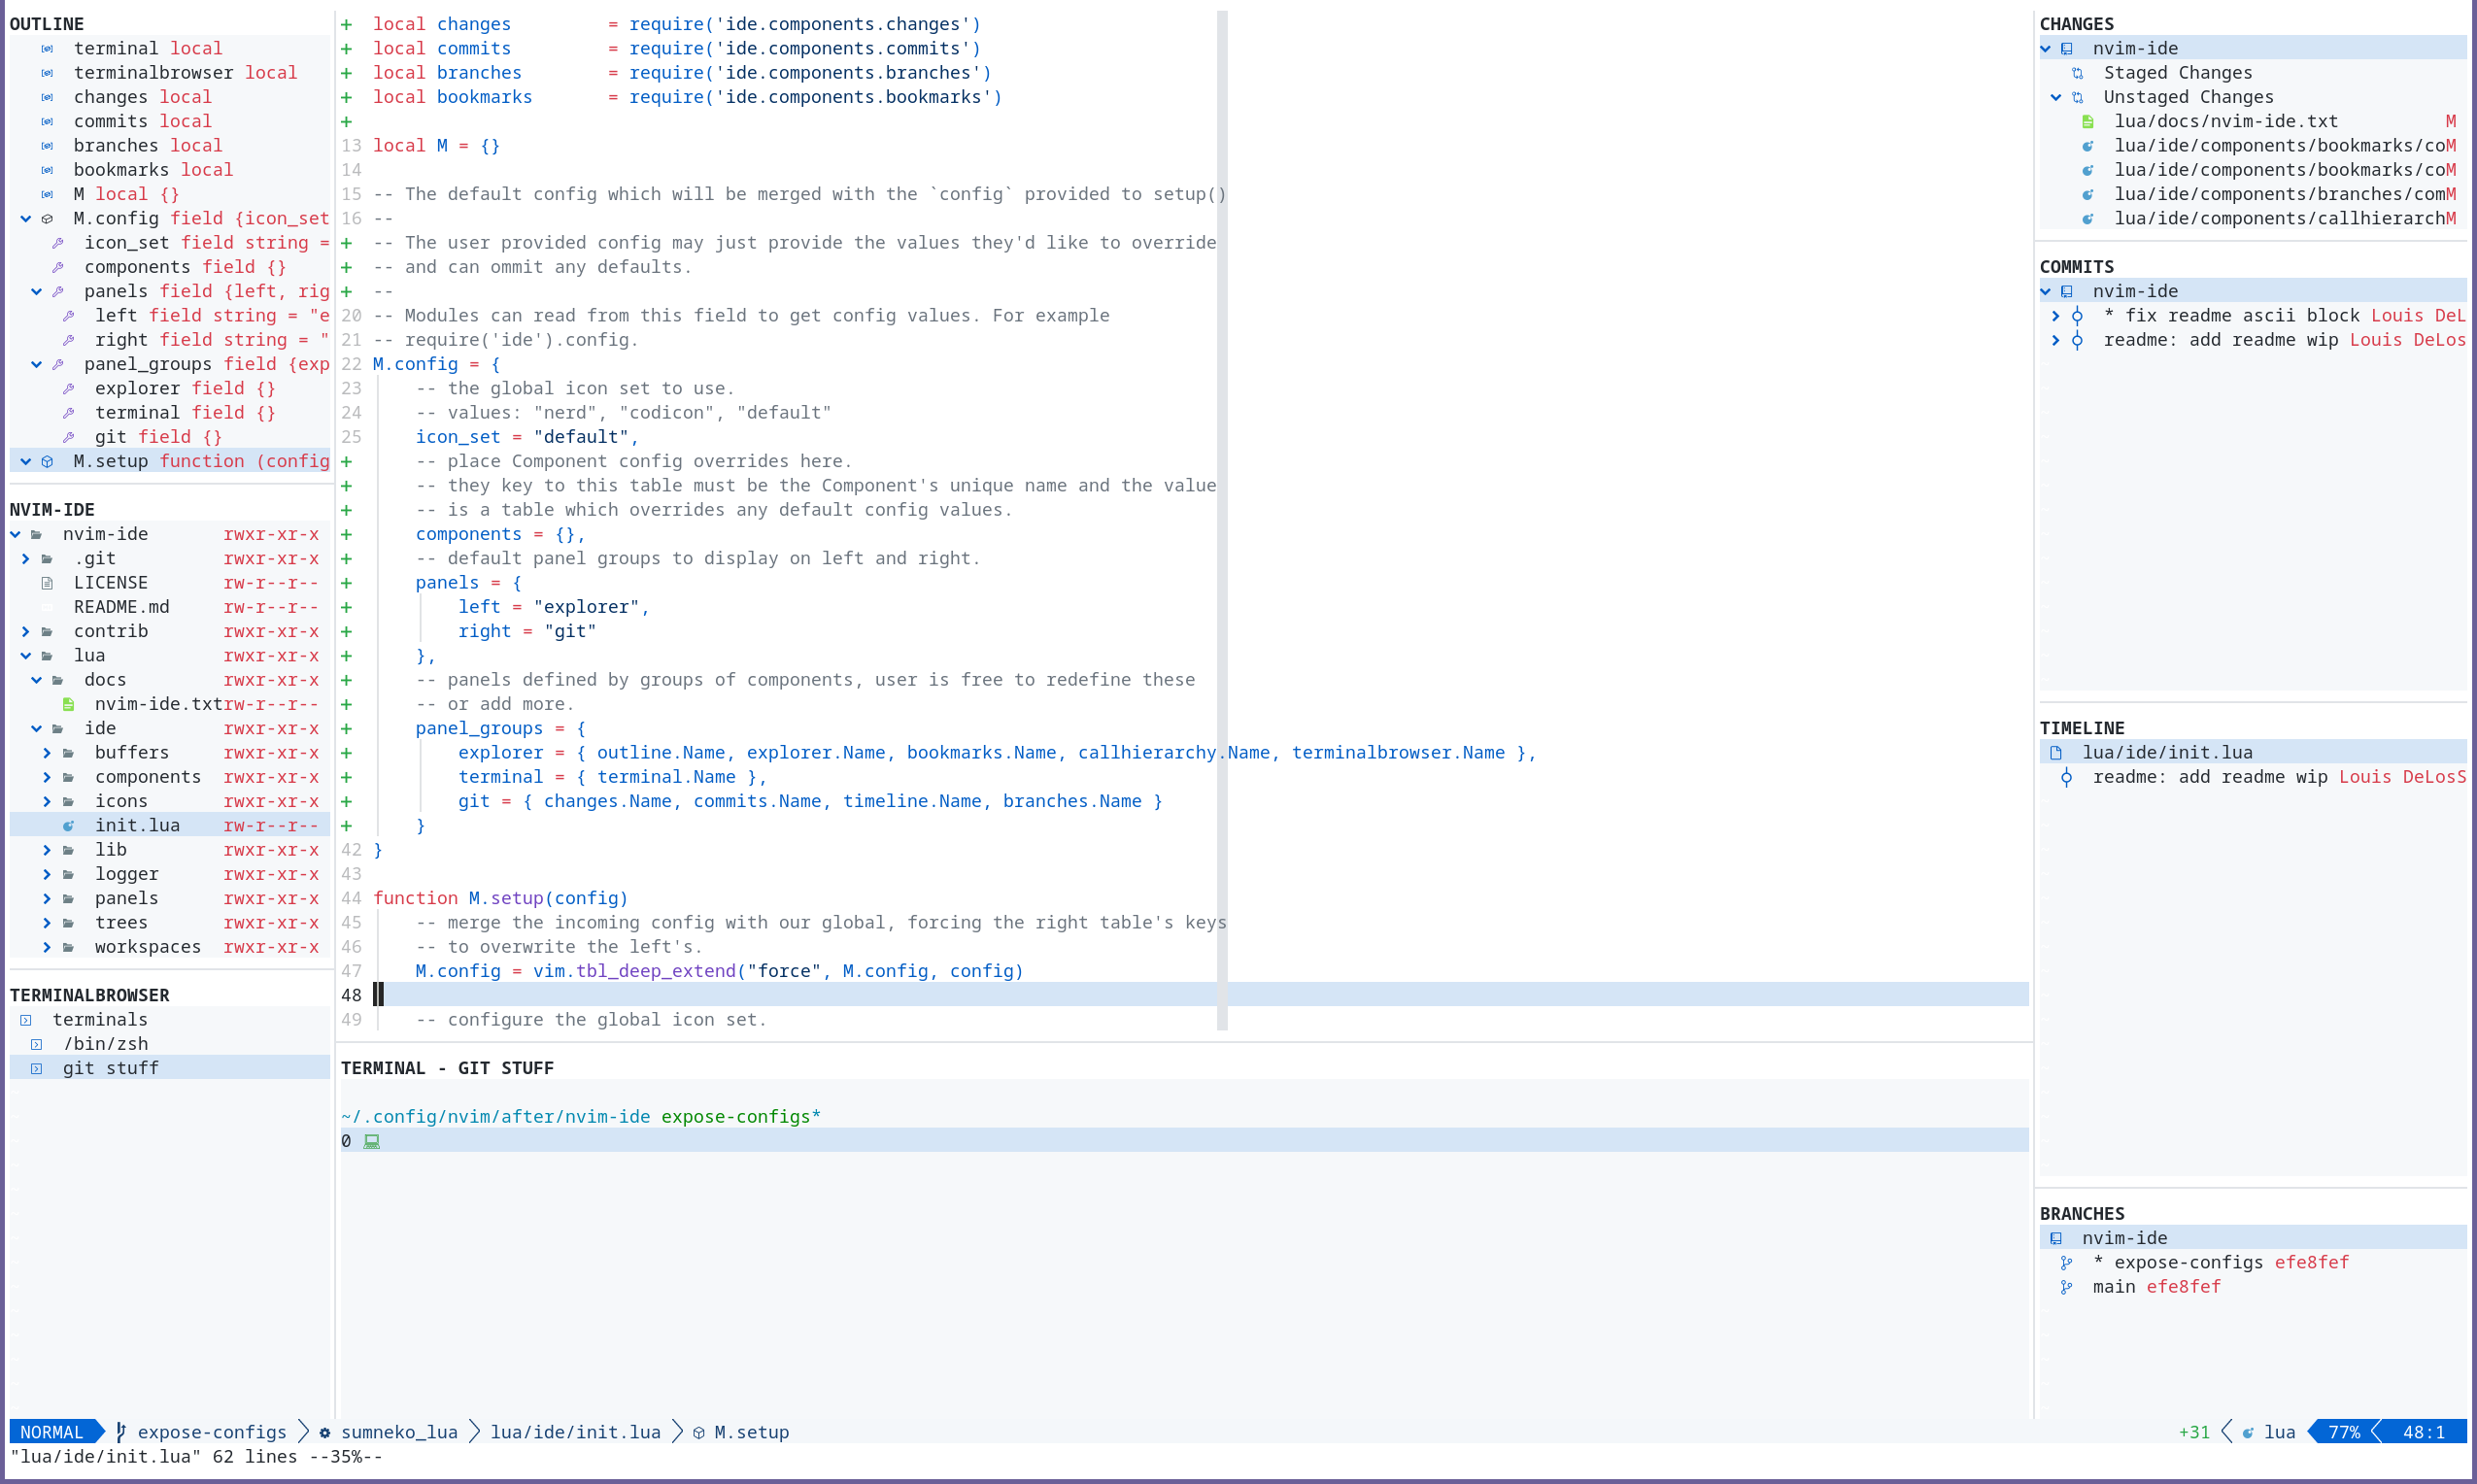 OUTLINE
terminal local
terminalbrowser local
changes local
commits local
branches local
bookmarks local
M local {}
M.config field {icon_set
icon_set field string =
components field {}
panels field {left, rig
left field string = "e
right field string = "
panel_groups field {exp
explorer field {}
terminal field {}
git field {}
M.setup function (config
NVIM-IDE
nvim-ide rwxr-xr-x
.git rwxr-xr-x
LICENSE rw-r--r--
README.md rw-r--r--
contrib rwxr-xr-x
lua rwxr-xr-x
docs rwxr-xr-x
nvim-ide.txtrw-r--r--
ide rwxr-xr-x
buffers rwxr-xr-x
components rwxr-xr-x
icons rwxr-xr-x
init.lua rw-r--r--
lib rwxr-xr-x
logger rwxr-xr-x
panels rwxr-xr-x
trees rwxr-xr-x
workspaces rwxr-xr-x
TERMINALBROWSER
terminals
/bin/zsh
git stuff
+ local changes = require('ide.components.changes')
+ local commits = require('ide.components.commits')
+ local branches = require('ide.components.branches')
+ local bookmarks = require('ide.components.bookmarks')
+
13 local M = {}
14
15 -- The default config which will be merged with the `config` provided to setup()
16 --
+ -- The user provided config may just provide the values they'd like to override
+ -- and can ommit any defaults.
+ --
20 -- Modules can read from this field to get config values. For example
21 -- require('ide').config.
22 M.config = {
23 -- the global icon set to use.
24 -- values: "nerd", "codicon", "default"
25 icon_set = "default",
+ -- place Component config overrides here.
+ -- they key to this table must be the Component's unique name and the value
+ -- is a table which overrides any default config values.
+ components = {},
+ -- default panel groups to display on left and right.
+ panels = {
+ left = "explorer",
+ right = "git"
+ },
+ -- panels defined by groups of components, user is free to redefine these
+ -- or add more.
+ panel_groups = {
+ explorer = { outline.Name, explorer.Name, bookmarks.Name, callhierarchy.Name, terminalbrowser.Name },
+ terminal = { terminal.Name },
+ git = { changes.Name, commits.Name, timeline.Name, branches.Name }
+ }
42 }
43
44 function M.setup(config)
45 -- merge the incoming config with our global, forcing the right table's keys
46 -- to overwrite the left's.
47 M.config = vim.tbl_deep_extend("force", M.config, config)
48
49 -- configure the global icon set.
TERMINAL - GIT STUFF
~/.config/nvim/after/nvim-ide expose-configs*
0
CHANGES
nvim-ide
Staged Changes
Unstaged Changes
lua/docs/nvim-ide.txt M
lua/ide/components/bookmarks/coM
lua/ide/components/bookmarks/coM
lua/ide/components/branches/comM
lua/ide/components/callhierarchM
COMMITS
nvim-ide
* fix readme ascii block Louis DeL
readme: add readme wip Louis DeLos
TIMELINE
lua/ide/init.lua
readme: add readme wip Louis DeLosS
BRANCHES
nvim-ide
* expose-configs efe8fef
main efe8fef
NORMAL expose-configs sumneko_lua lua/ide/init.lua M.setup +31 lua 77% 48:1
"lua/ide/init.lua" 62 lines --35%--